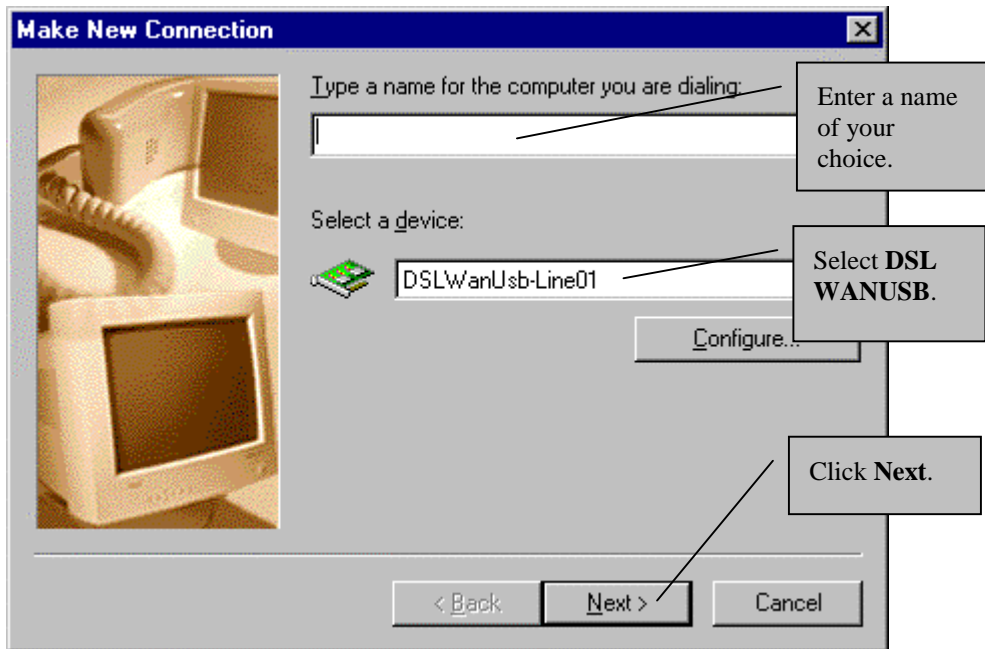 Make New Connection
Type a name for the computer you are dialing:
Enter a name
of your
choice.
Select a device:
DSLWanUsb-Line01
Select DSL
WANUSB.
Configure...
Click Next.
< Back
Next >
Cancel